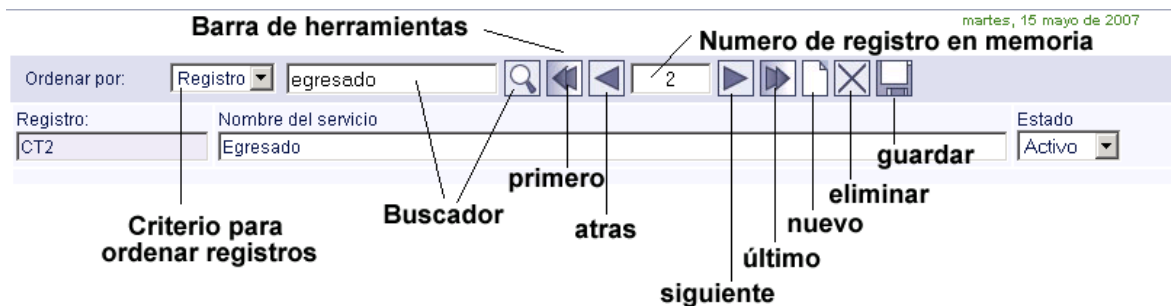 martes, 15 mayo de 2007
Barra de herramientas
Numero de registro en memoria
Ordenar por:
Registro
egresado
2
Registro:
Nombre del servicio
Estado
CT2
Egresado
Activo
guardar
primero
eliminar
Buscador
nuevo
Criterio para
ordenar registros
atras
último
siguiente